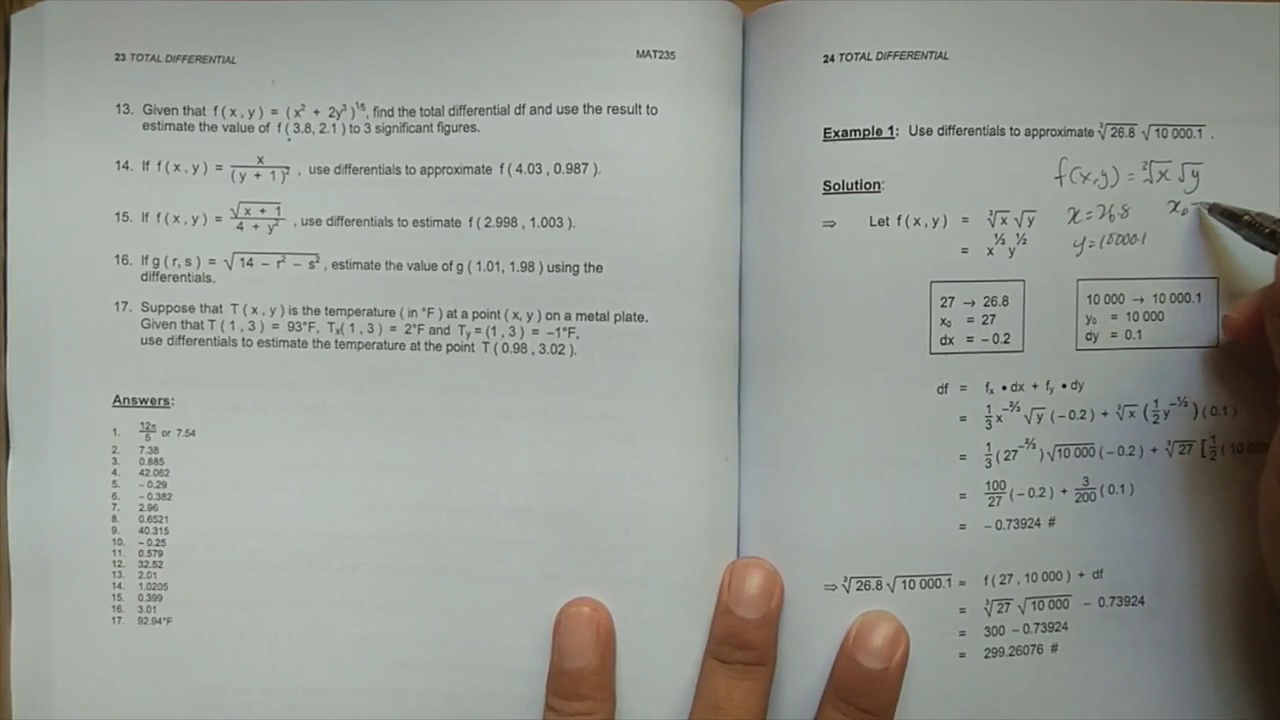 23 TOTAL DIFFERENTIAL
MAT235
13. Given that f ( x , y ) = ( x² + 2y³ )¹⁵, find the total differential df and use the result to
estimate the value of f ( 3.8, 2.1 ) to 3 significant figures.
14. If f ( x , y ) = x / ( y + 1 )² , use differentials to approximate f ( 4.03 , 0.987 ).
15. If f ( x , y ) = √x + 1 / 4 + y² , use differentials to estimate f ( 2.998 , 1.003 ).
16. If g ( r, s ) = √14 − r² − s² , estimate the value of g ( 1.01, 1.98 ) using the
differentials.
17. Suppose that T ( x , y ) is the temperature ( in °F ) at a point ( x, y ) on a metal plate.
Given that T ( 1 , 3 ) = 93°F, Tx( 1 , 3 ) = 2°F and Ty = (1 , 3 ) = −1°F,
use differentials to estimate the temperature at the point T ( 0.98 , 3.02 ).
Answers:
1. 12π/5 or 7.54
2. 7.38
3. 0.885
4. 42.062
5. - 0.29
6. - 0.382
7. 2.96
8. 0.6521
9. 40.315
10. - 0.25
11. 0.579
12. 32.52
13. 2.01
14. 1.0205
15. 0.399
16. 3.01
17. 92.94°F
24 TOTAL DIFFERENTIAL
Example 1: Use differentials to approximate ³√26.8 √10 000.1 .
f(x,y) = ³√x √y
Solution:
x = 26.8
x₀ =
⇒ Let f ( x , y ) = ³√x √y
y = 10000.1
= x^⅓ y^½
27 → 26.8
x₀ = 27
dx = − 0.2
10 000 → 10 000.1
y₀ = 10 000
dy = 0.1
df = fx • dx + fy • dy
= 1/3 x^−⅔ √y (−0.2) + ³√x ( 1/2 y^−½ ) ( 0.1 )
= 1/3 ( 27^−⅔ ) √10 000 (−0.2) + ³√27 [ 1/2 ( 10 000
= 100/27 (−0.2) + 3/200 (0.1)
= − 0.73924 #
⇒ ³√26.8 √10 000.1 ≈ f ( 27 , 10 000 ) + df
= ³√27 √10 000 − 0.73924
= 300 − 0.73924
= 299.26076 #